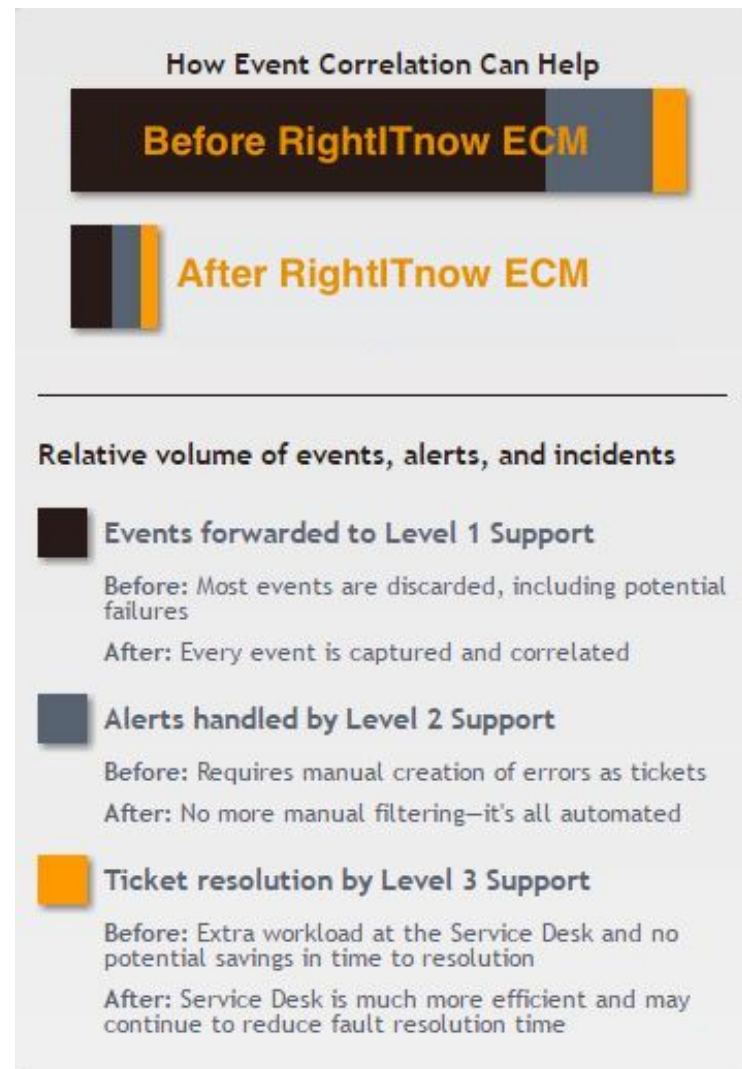 How Event Correlation Can Help
Before RightITnow ECM
After RightITnow ECM
Relative volume of events, alerts, and incidents
Events forwarded to Level 1 Support
Before: Most events are discarded, including potential
failures
After: Every event is captured and correlated
Alerts handled by Level 2 Support
Before: Requires manual creation of errors as tickets
After: No more manual filtering—it's all automated
Ticket resolution by Level 3 Support
Before: Extra workload at the Service Desk and no
potential savings in time to resolution
After: Service Desk is much more efficient and may
continue to reduce fault resolution time